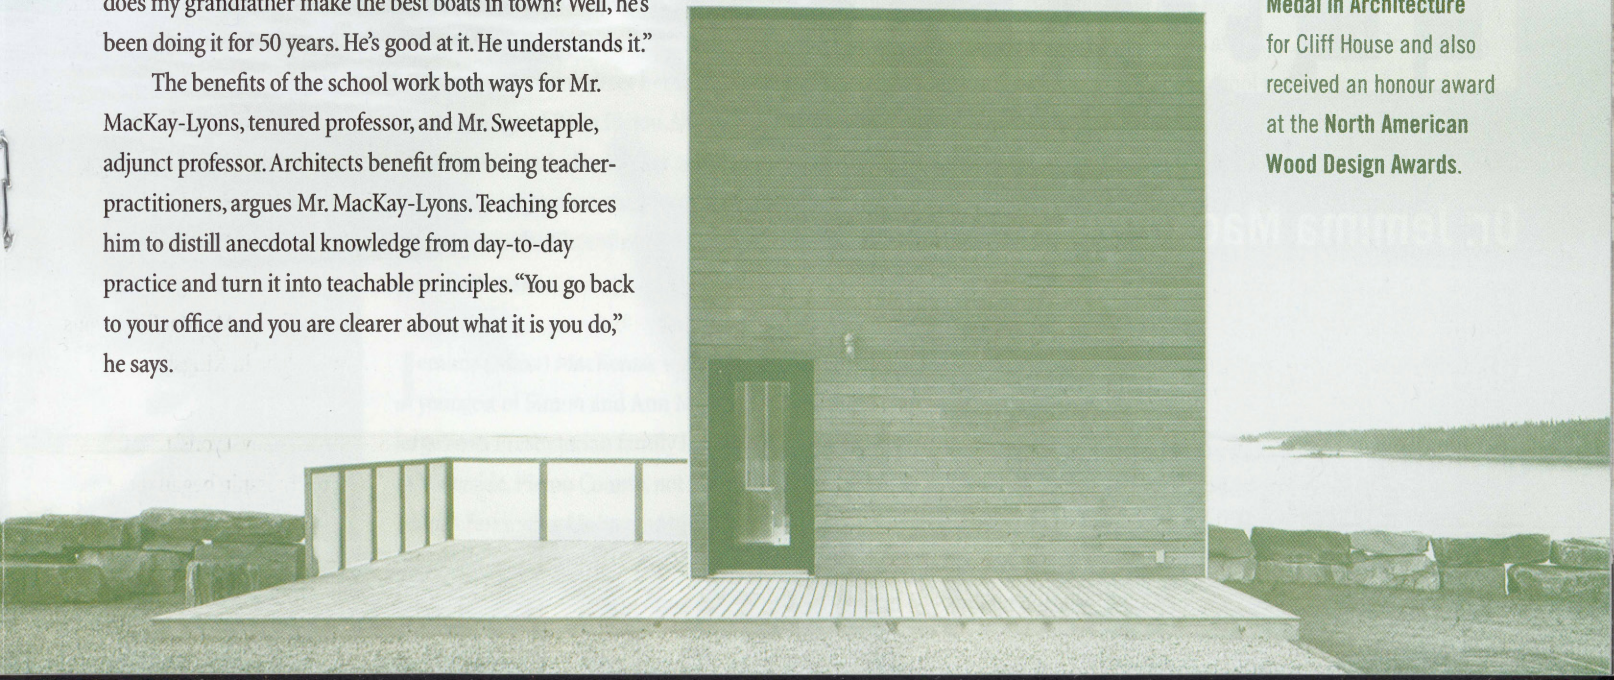 does my grandfather make the best boats in town? Well, he's
been doing it for 50 years. He's good at it. He understands it.”
The benefits of the school work both ways for Mr.
MacKay-Lyons, tenured professor, and Mr. Sweetapple,
adjunct professor. Architects benefit from being teacher-
practitioners, argues Mr. MacKay-Lyons. Teaching forces
him to distill anecdotal knowledge from day-to-day
practice and turn it into teachable principles. “You go back
to your office and you are clearer about what it is you do,”
he says.
Medal in Architecture
for Cliff House and also
received an honour award
at the North American
Wood Design Awards.